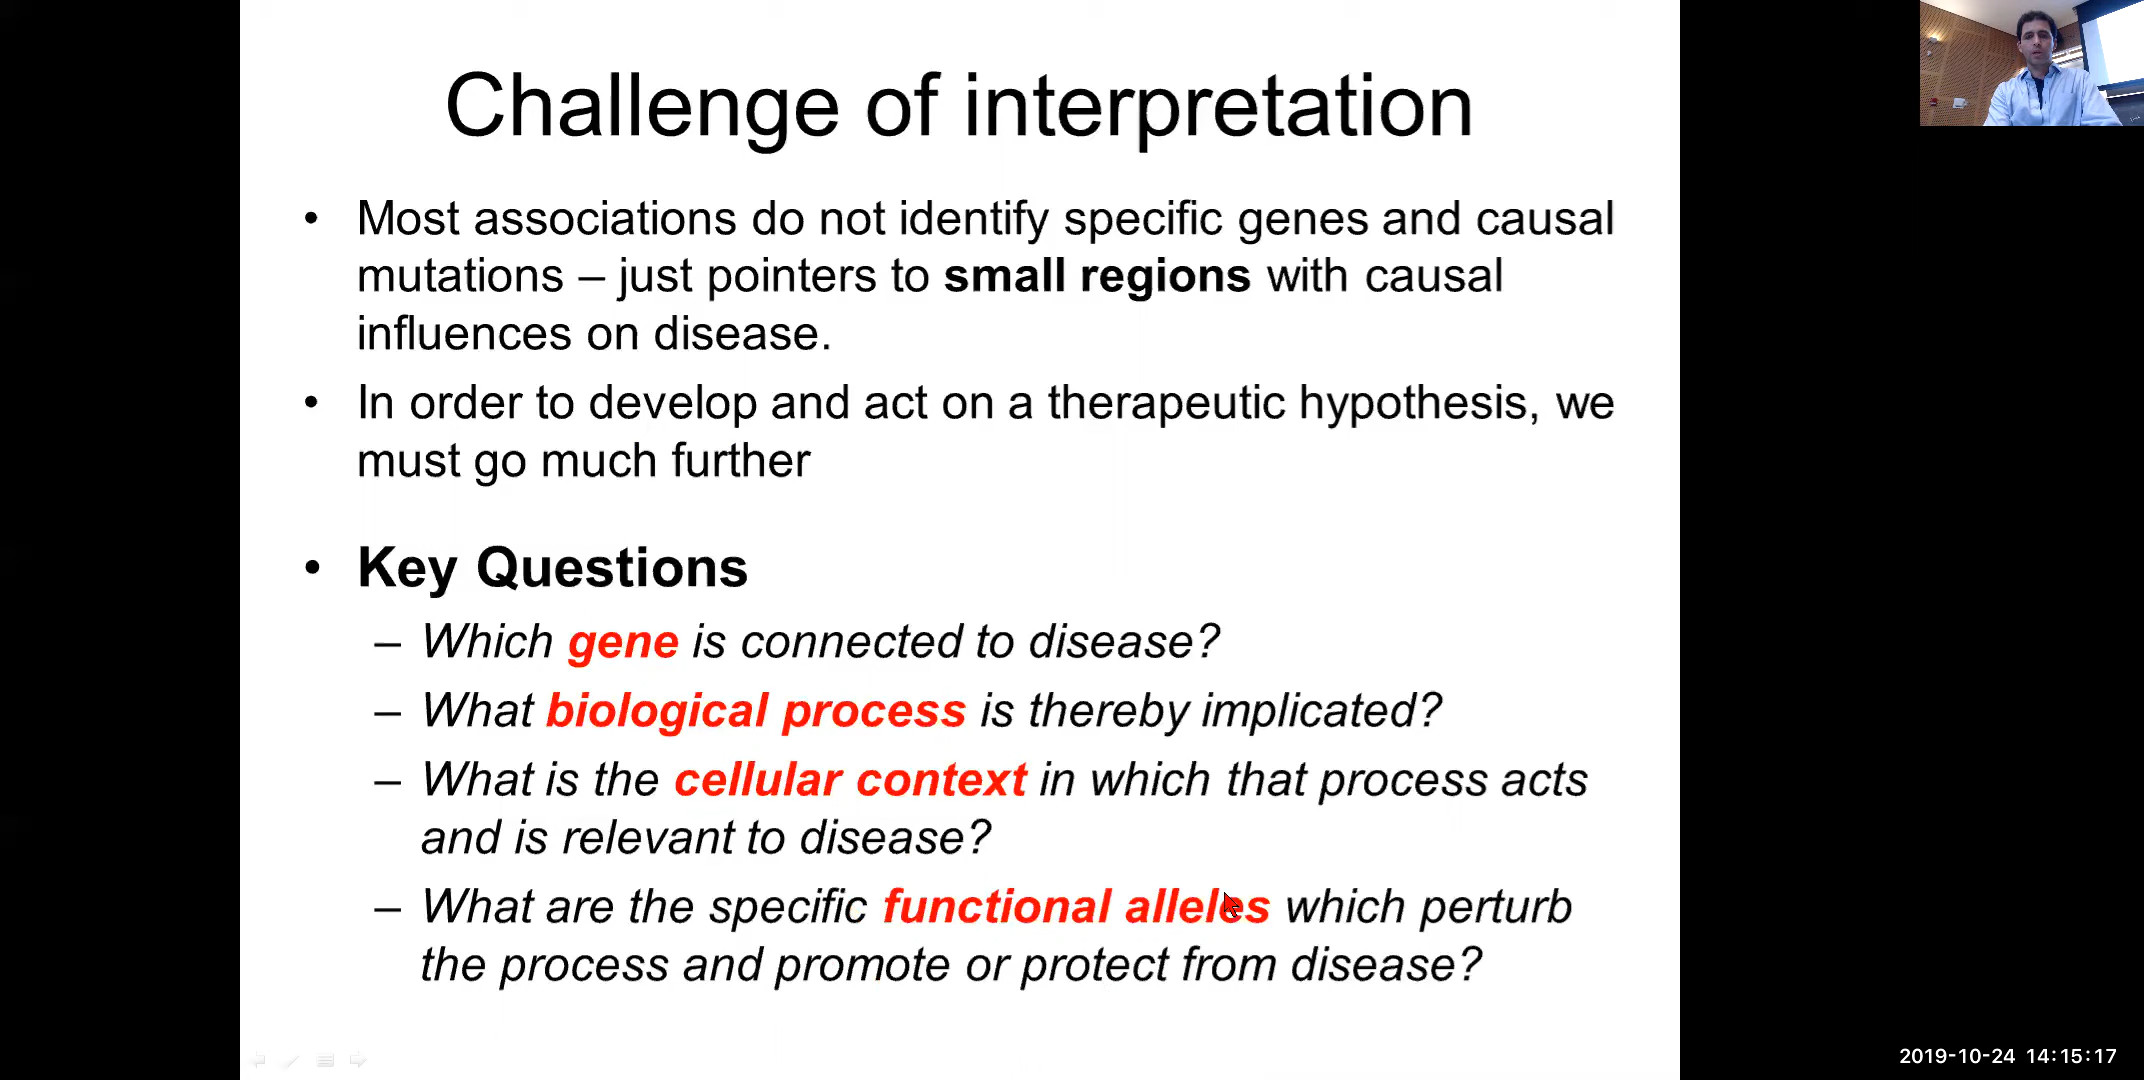 Challenge of interpretation
• Most associations do not identify specific genes and causal
mutations – just pointers to small regions with causal
influences on disease.
• In order to develop and act on a therapeutic hypothesis, we
must go much further
• Key Questions
– Which gene is connected to disease?
– What biological process is thereby implicated?
– What is the cellular context in which that process acts
and is relevant to disease?
– What are the specific functional alleles which perturb
the process and promote or protect from disease?
2019-10-24 14:15:17